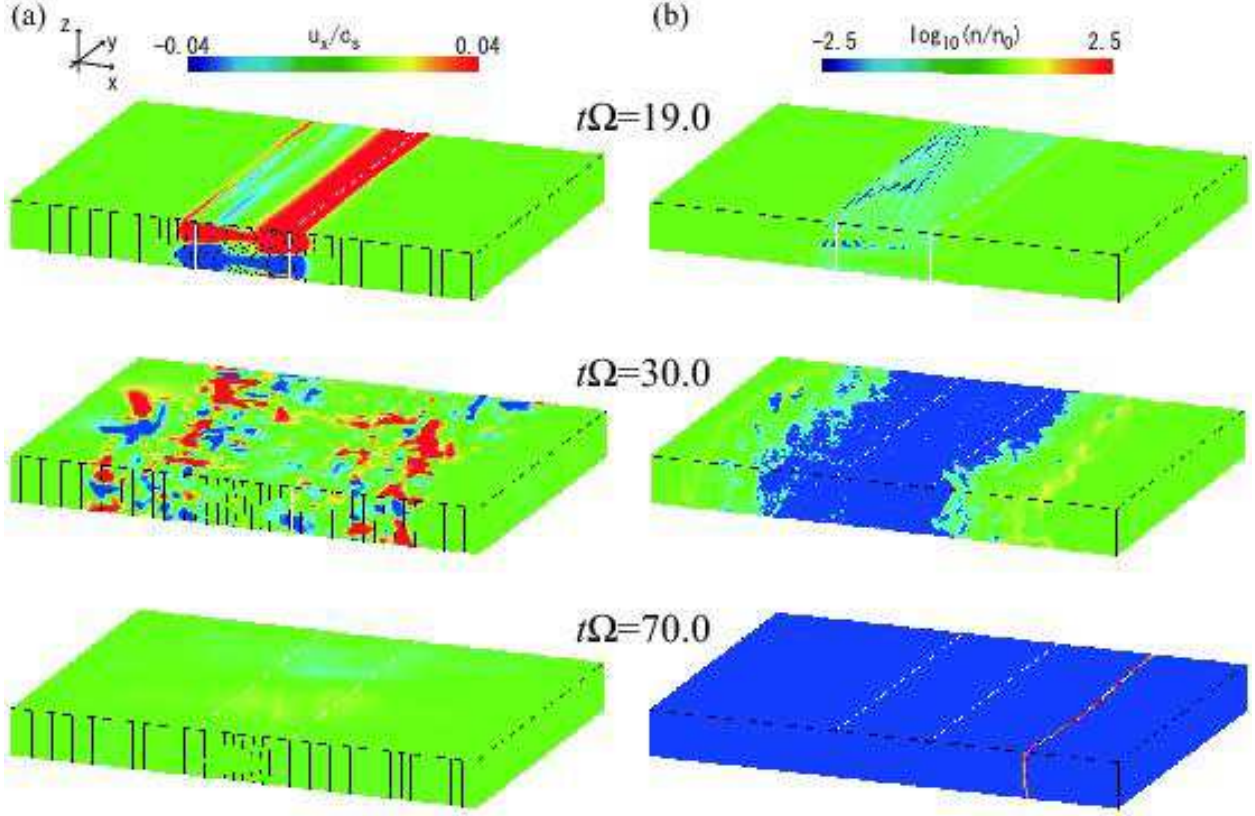 (a)
(b)
z
y
x
u_x/c_s
-0.04
0.04
log_10(n/n_0)
-2.5
2.5
tΩ=19.0
tΩ=30.0
tΩ=70.0